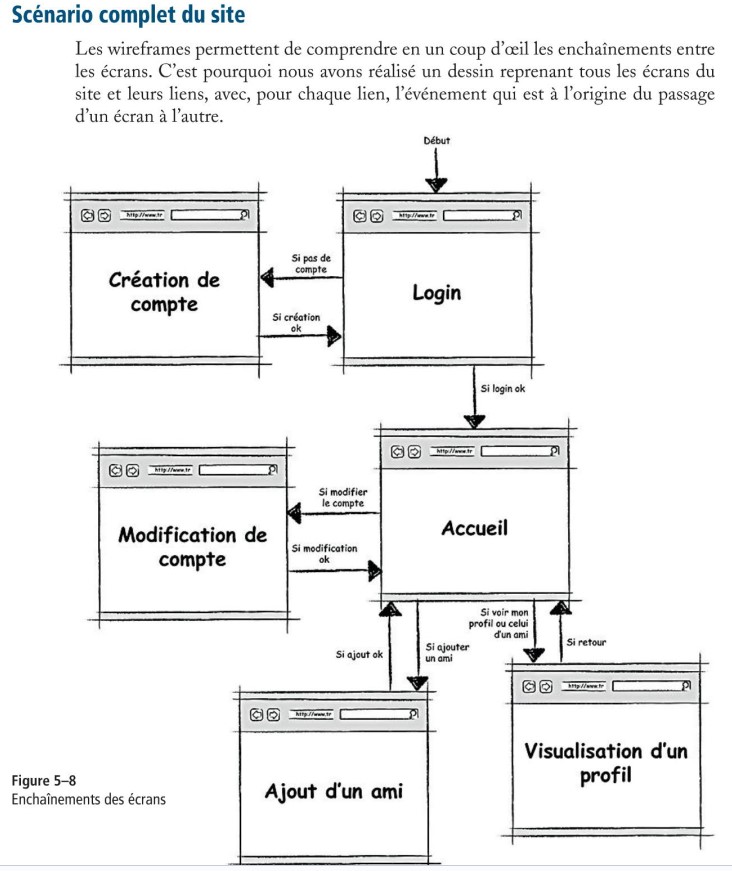 Scénario complet du site
Les wireframes permettent de comprendre en un coup d’œil les enchaînements entre
les écrans. C’est pourquoi nous avons réalisé un dessin reprenant tous les écrans du
site et leurs liens, avec, pour chaque lien, l’événement qui est à l’origine du passage
d’un écran à l’autre.
Début
http://www.fr
http://www.fr
Création de
compte
Si pas de
compte
Login
Si création
ok
Si login ok
http://www.fr
http://www.fr
Modification de
compte
Si modifier
le compte
Accueil
Si modification
ok
Si ajout ok
Si ajouter
un ami
Si voir mon
profil ou celui
d'un ami
Si retour
http://www.fr
http://www.fr
Ajout d'un ami
Visualisation d'un
profil
Figure 5–8
Enchaînements des écrans